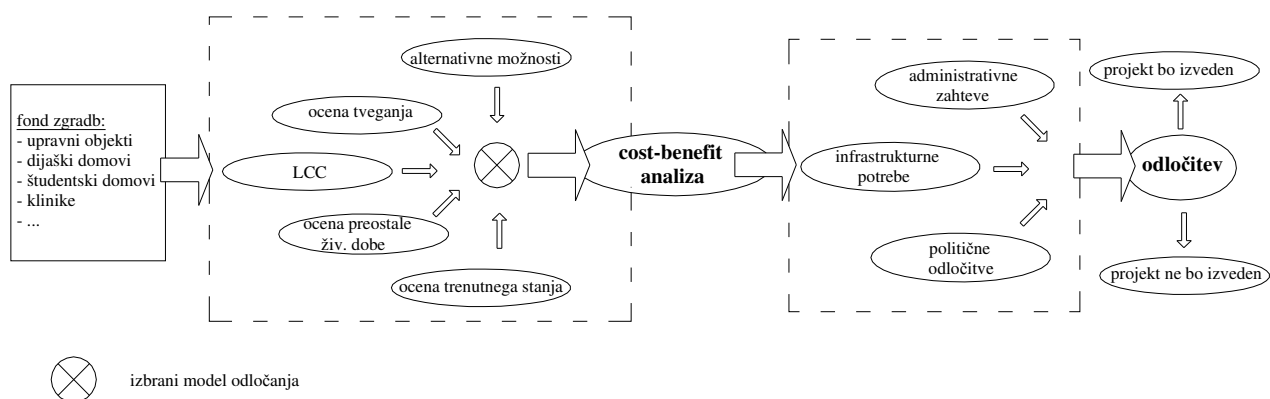 fond zgradb:
- upravni objekti
- dijaški domovi
- študentski domovi
- klinike
- ...
alternativne možnosti
ocena tveganja
LCC
ocena preostale
živ. dobe
ocena trenutnega stanja
cost-benefit
analiza
administrativne
zahteve
infrastrukturne
potrebe
politične
odločitve
projekt bo izveden
odločitev
projekt ne bo izveden
izbrani model odločanja